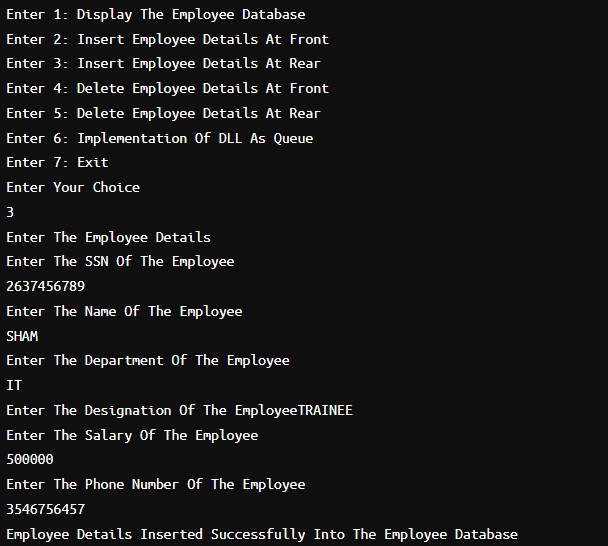 Enter 1: Display The Employee Database
Enter 2: Insert Employee Details At Front
Enter 3: Insert Employee Details At Rear
Enter 4: Delete Employee Details At Front
Enter 5: Delete Employee Details At Rear
Enter 6: Implementation Of DLL As Queue
Enter 7: Exit
Enter Your Choice
3
Enter The Employee Details
Enter The SSN Of The Employee
2637456789
Enter The Name Of The Employee
SHAM
Enter The Department Of The Employee
IT
Enter The Designation Of The EmployeeTRAINEE
Enter The Salary Of The Employee
500000
Enter The Phone Number Of The Employee
3546756457
Employee Details Inserted Successfully Into The Employee Database